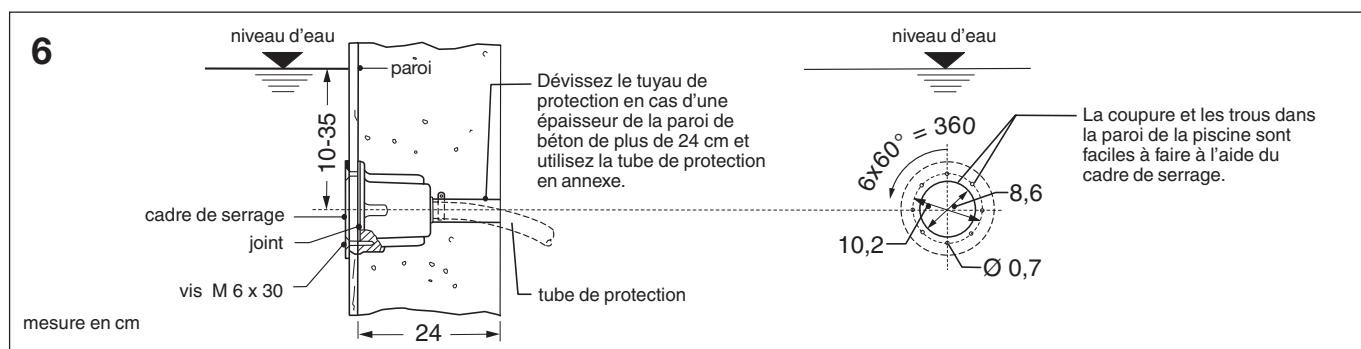 6
niveau d'eau
paroi
10-35
Dévissez le tuyau de
protection en cas d'une
épaisseur de la paroi de
béton de plus de 24 cm et
utilisez la tube de protection
en annexe.
cadre de serrage
joint
vis M 6 x 30
tube de protection
24
mesure en cm
niveau d'eau
La coupure et les trous dans
la paroi de la piscine sont
faciles à faire à l'aide du
cadre de serrage.
6x60° = 360
8,6
10,2
Ø 0,7